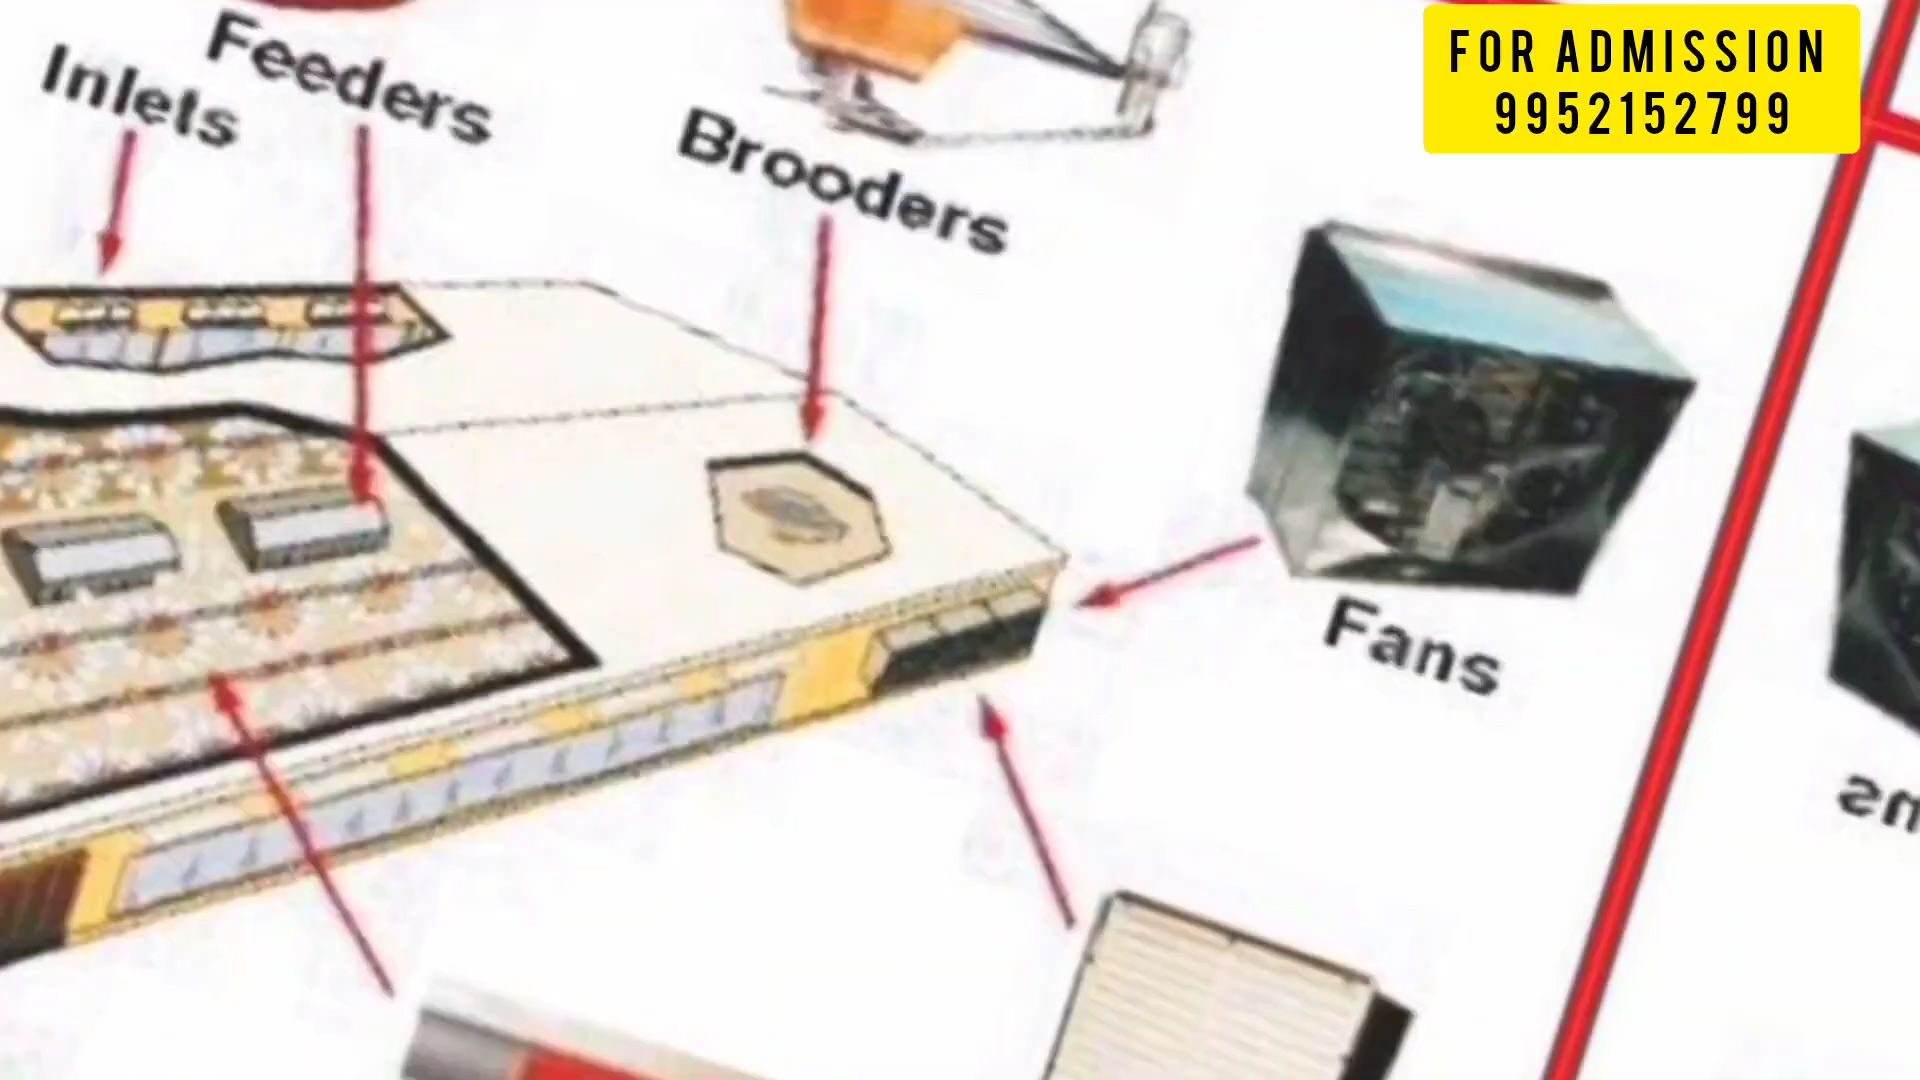 FOR ADMISSION
9952152799
Feeders
Inlets
Brooders
Fans